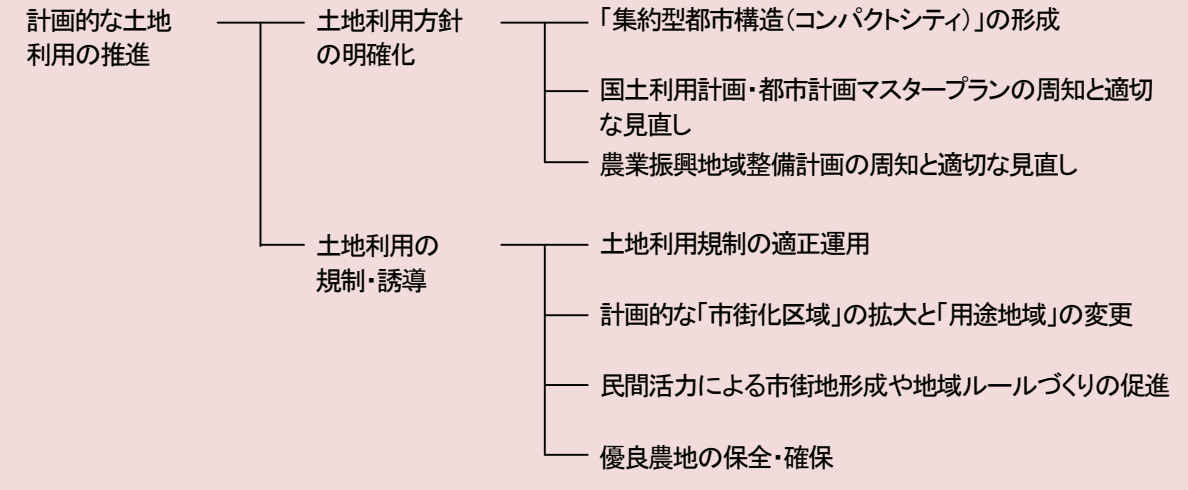 計画的な土地
利用の推進
土地利用方針
の明確化
「集約型都市構造（コンパクトシティ）」の形成
国土利用計画・都市計画マスタープランの周知と適切
な見直し
農業振興地域整備計画の周知と適切な見直し
土地利用の
規制・誘導
土地利用規制の適正運用
計画的な「市街化区域」の拡大と「用途地域」の変更
民間活力による市街地形成や地域ルールづくりの促進
優良農地の保全・確保